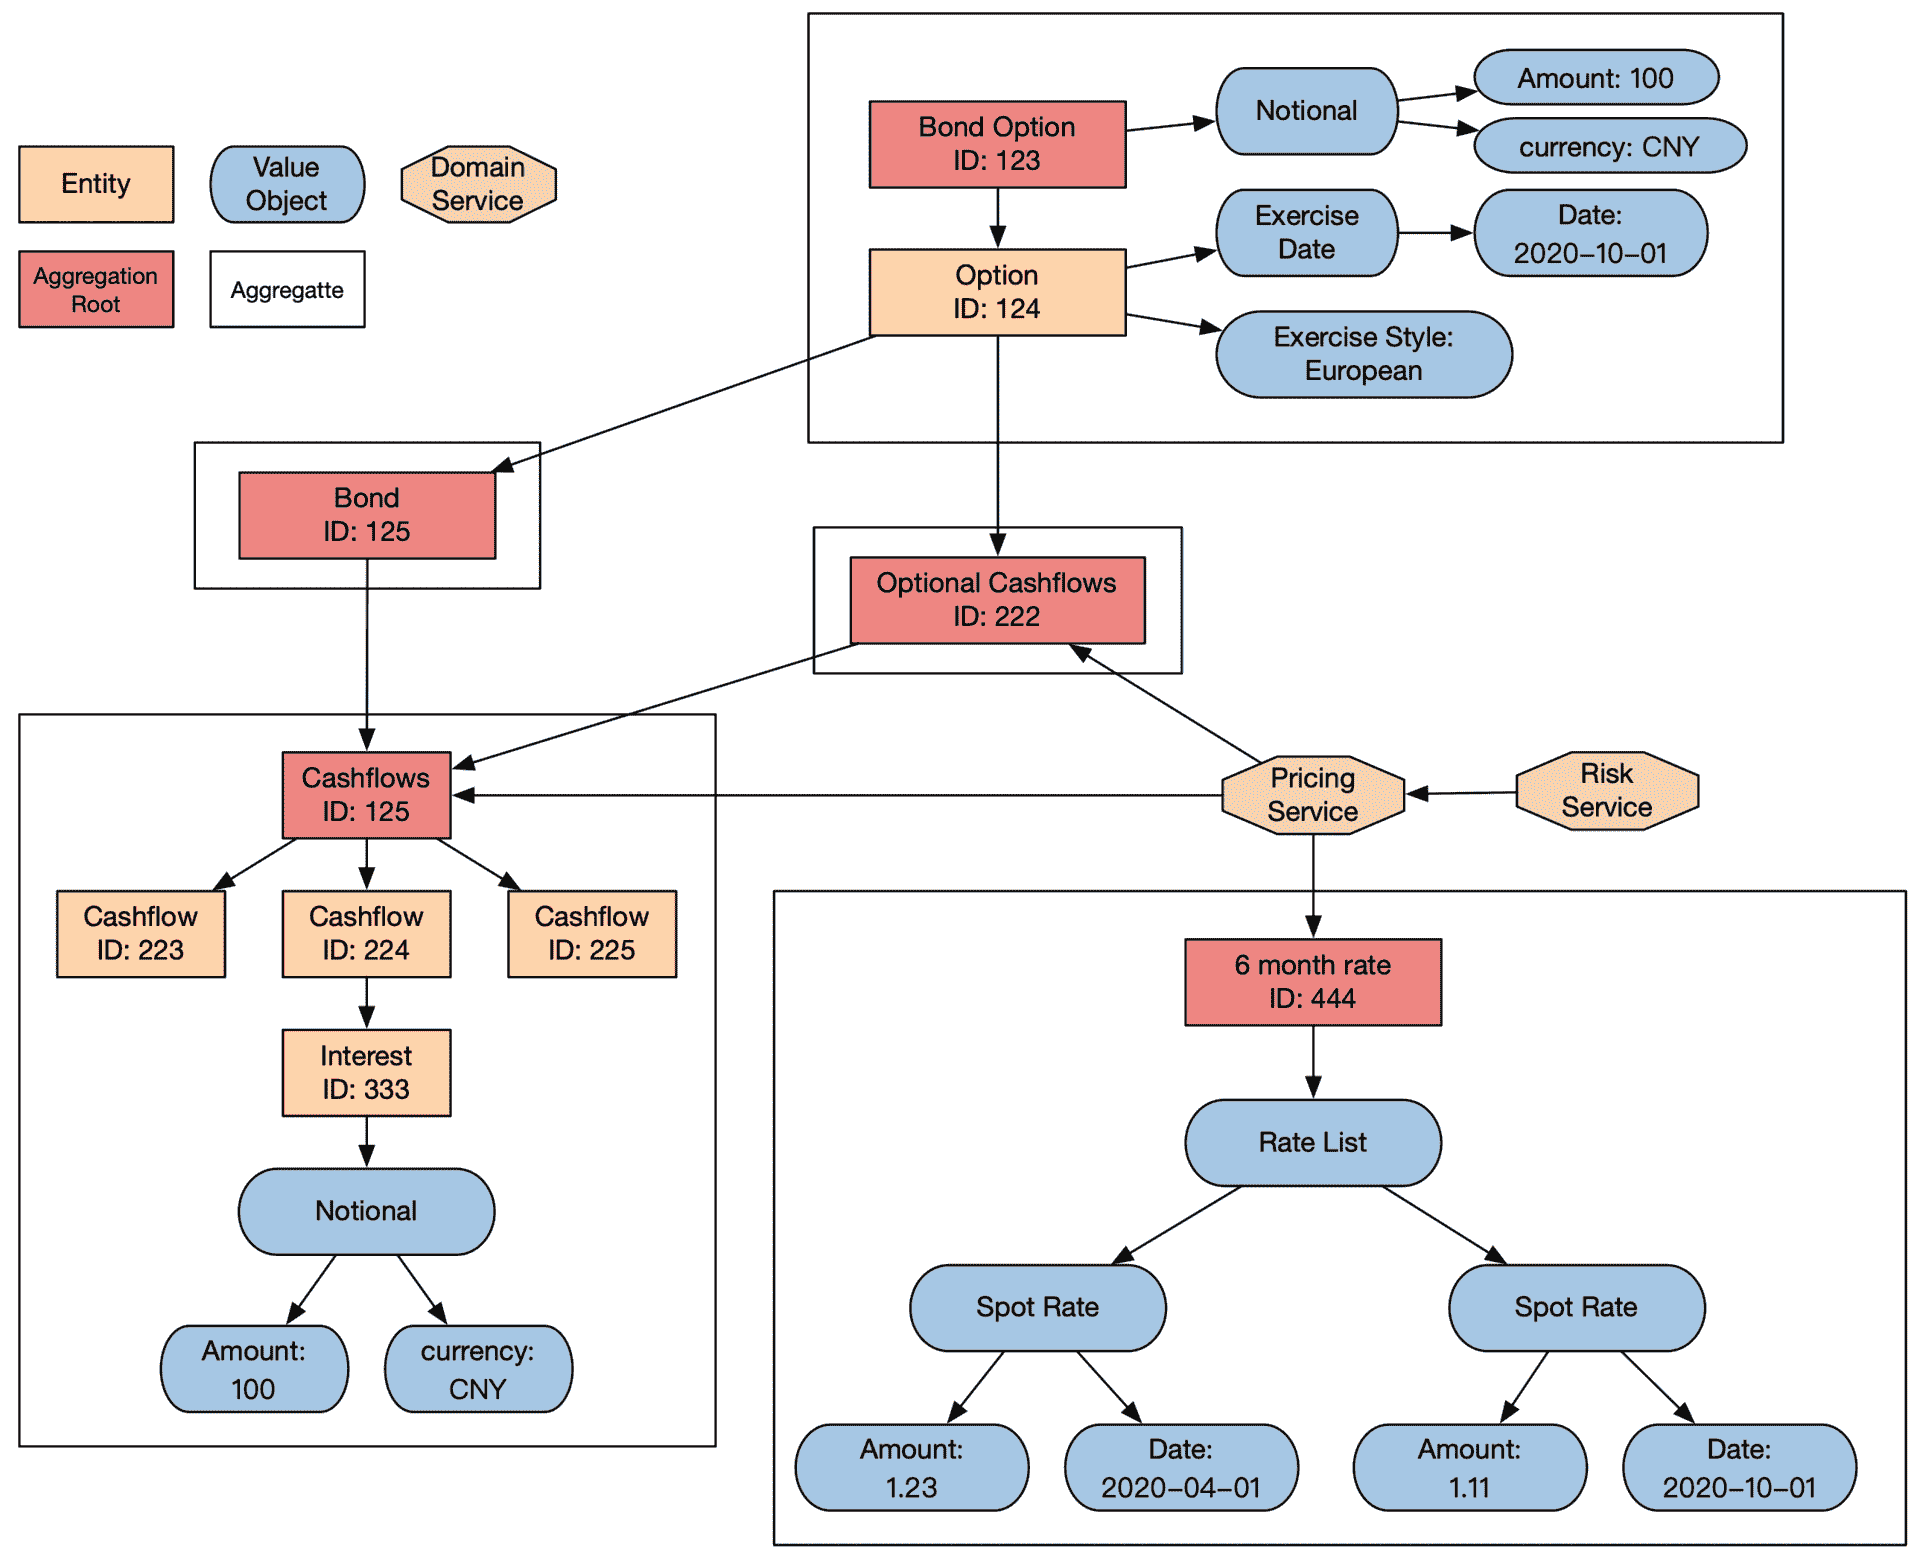 Entity
Value
Object
Domain
Service
Aggregation
Root
Aggregatte
Bond Option
ID: 123
Notional
Amount: 100
currency: CNY
Option
ID: 124
Exercise
Date
Date:
2020-10-01
Exercise Style:
European
Bond
ID: 125
Optional Cashflows
ID: 222
Cashflows
ID: 125
Pricing
Service
Risk
Service
Cashflow
ID: 223
Cashflow
ID: 224
Cashflow
ID: 225
Interest
ID: 333
Notional
Amount:
100
currency:
CNY
6 month rate
ID: 444
Rate List
Spot Rate
Spot Rate
Amount:
1.23
Date:
2020-04-01
Amount:
1.11
Date:
2020-10-01